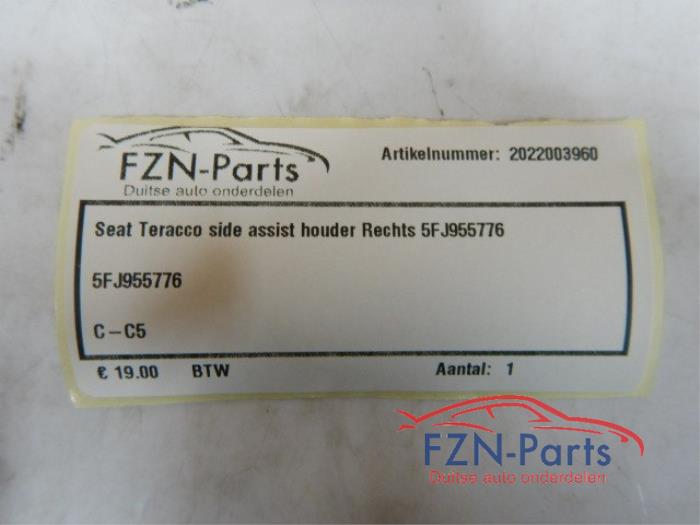 FZN-Parts
Duitse auto onderdelen
Artikelnummer: 2022003960
Seat Teracco side assist houder Rechts 5FJ955776
5FJ955776
C-C5
€ 19.00 BTW Aantal: 1
FZN-Parts
Duitse auto onderdelen